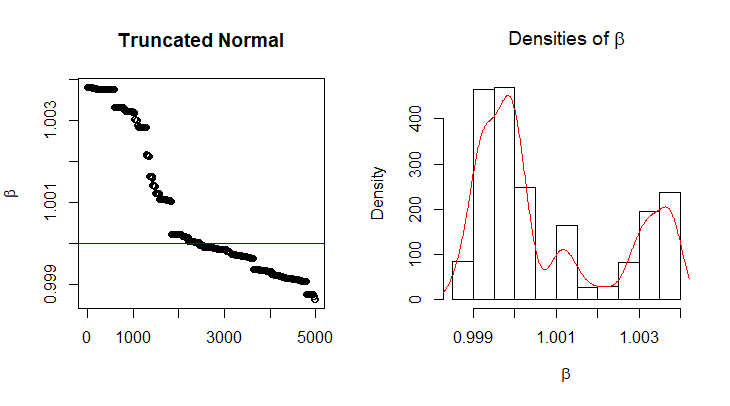 Truncated Normal
β
1.003
1.001
0.999
0 1000 3000 5000
Densities of β
Density
400
300
200
100
0
0.999 1.001 1.003
β